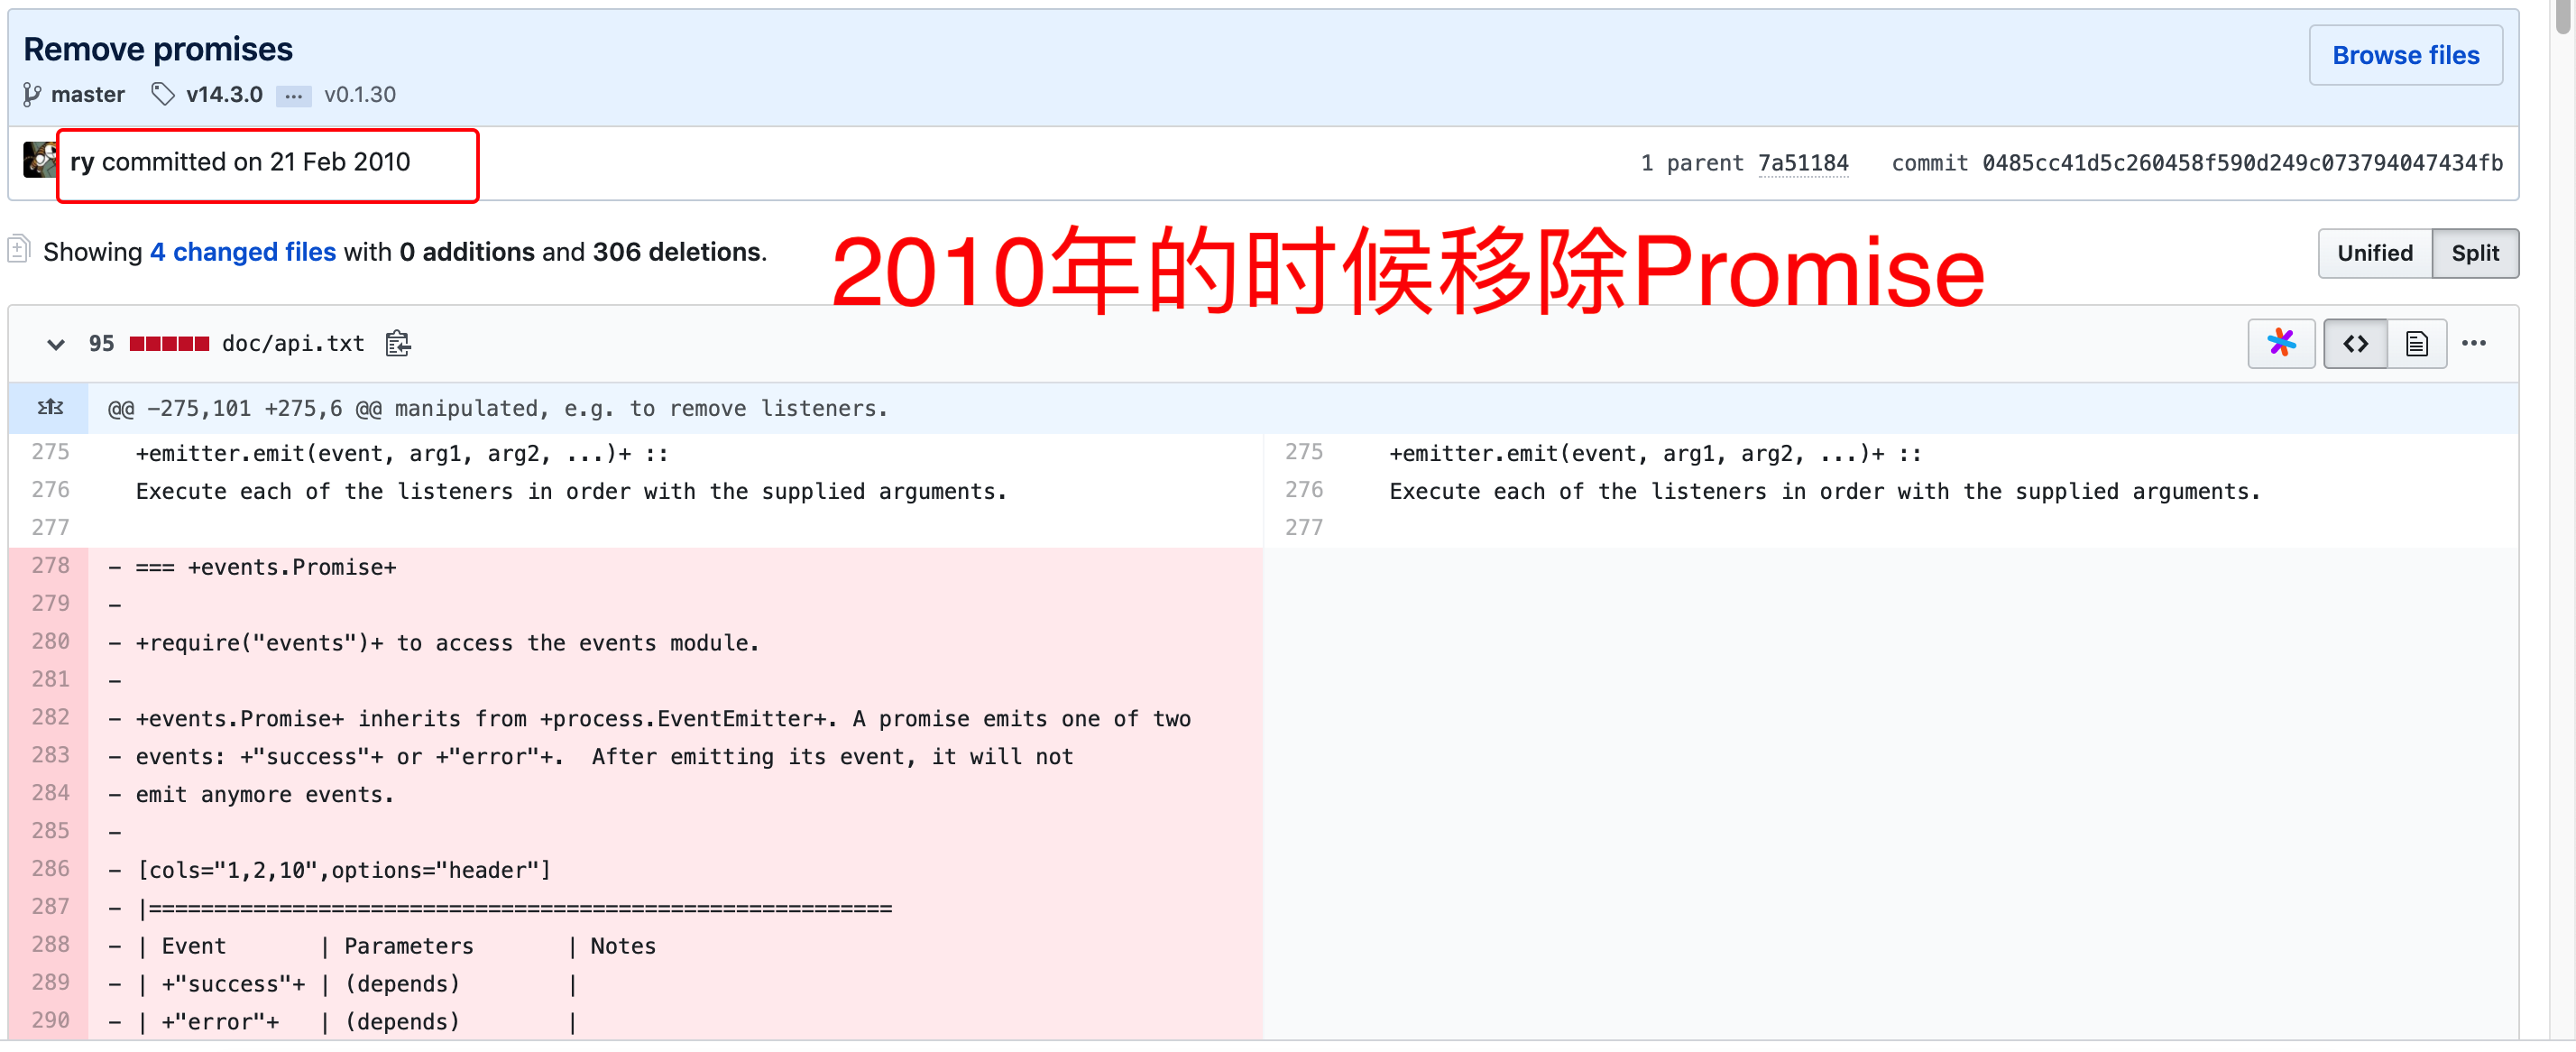 Remove promises
Browse files
master v14.3.0 ... v0.1.30
ry committed on 21 Feb 2010
1 parent 7a51184 commit 0485cc41d5c260458f590d249c073794047434fb
Showing 4 changed files with 0 additions and 306 deletions.
2010年的时候移除Promise
Unified Split
95 doc/api.txt
@@ -275,101 +275,6 @@ manipulated, e.g. to remove listeners.
275 +emitter.emit(event, arg1, arg2, ...)+ ::
276 Execute each of the listeners in order with the supplied arguments.
277
278 - === +events.Promise+
279 -
280 - +require("events")+ to access the events module.
281 -
282 - +events.Promise+ inherits from +process.EventEmitter+. A promise emits one of two
283 - events: +"success"+ or +"error"+.  After emitting its event, it will not
284 - emit anymore events.
285 -
286 - [cols="1,2,10",options="header"]
287 - |=========================================================
288 - | Event | Parameters | Notes
289 - | +"success"+ | (depends) |
290 - | +"error"+ | (depends) |
275 +emitter.emit(event, arg1, arg2, ...)+ ::
276 Execute each of the listeners in order with the supplied arguments.
277